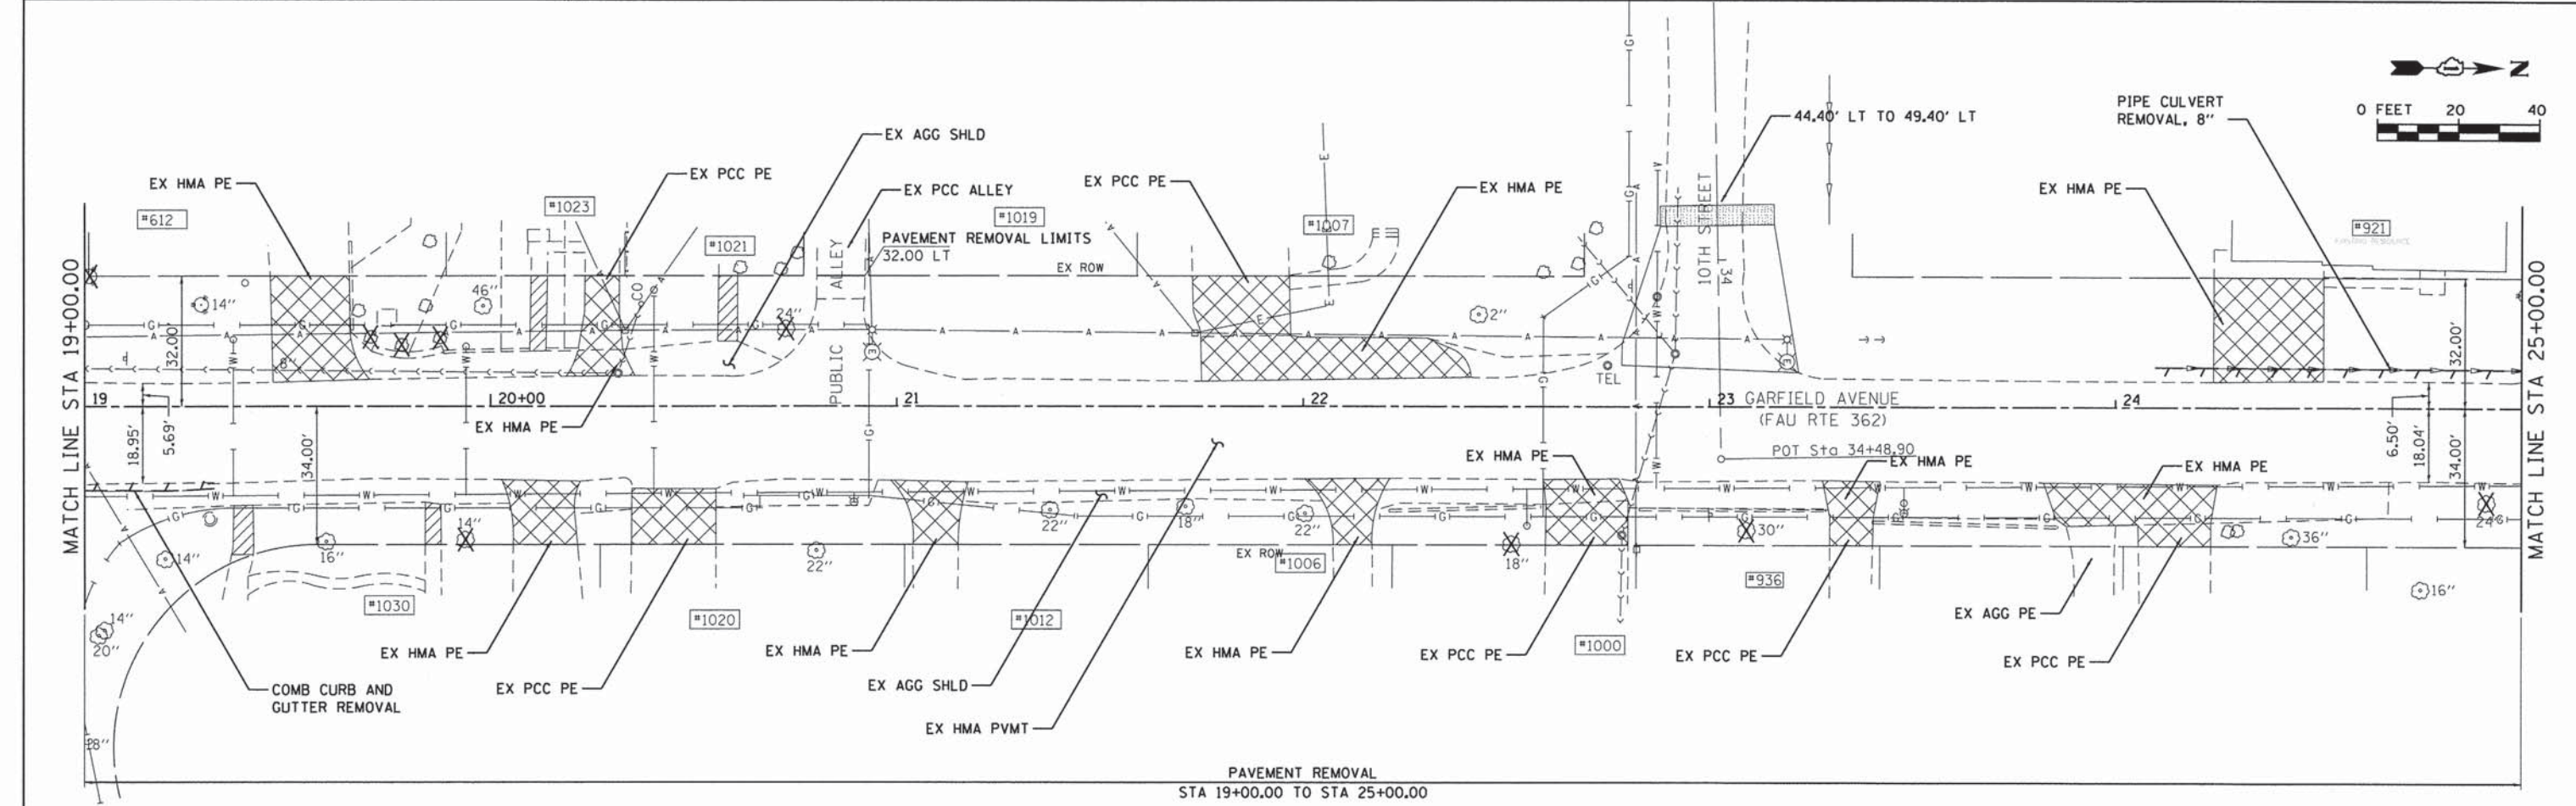 N
0 FEET 20 40
PIPE CULVERT
REMOVAL, 8"
44.40' LT TO 49.40' LT
EX AGG SHLD
EX HMA PE
EX PCC PE
EX PCC ALLEY
EX PCC PE
EX HMA PE
EX HMA PE
#612
#1023
#1021
#1019
#1007
#921
PAVEMENT REMOVAL LIMITS
32.00 LT
EX ROW
PUBLIC ALLEY
10TH STREET
34
MATCH LINE STA 19+00.00
MATCH LINE STA 25+00.00
14"
46"
24"
2"
8"
CO
32.00'
32.00'
TEL
19
20+00
21
22
23
24
GARFIELD AVENUE
(FAU RTE 362)
POT Sta 34+48.90
EX HMA PE
18.95'
5.69'
34.00'
6.50'
18.04'
34.00'
EX HMA PE
EX HMA PE
EX HMA PE
14"
16"
14"
22"
22"
18"
22"
18"
30"
36"
24"
16"
14"
20"
18"
EX ROW
#1030
#1020
#1012
#1006
#1000
#936
EX AGG PE
EX HMA PE
EX PCC PE
EX HMA PE
EX AGG SHLD
EX HMA PVMT
EX HMA PE
EX PCC PE
EX PCC PE
EX PCC PE
COMB CURB AND
GUTTER REMOVAL
PAVEMENT REMOVAL
STA 19+00.00 TO STA 25+00.00